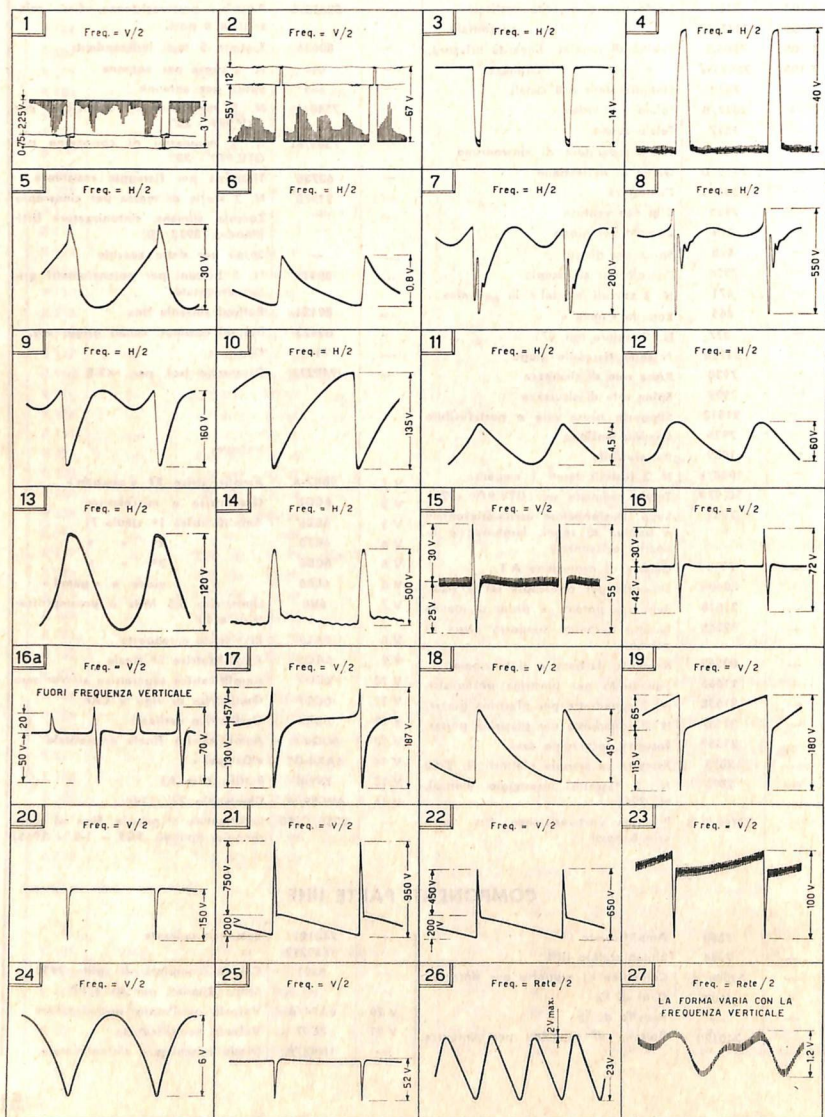 1
Freq. = V/2
0.75÷2,25V
3 V
2
Freq. = V/2
12
55V
67 V
3
Freq. = H/2
14 V
4
40 V
5
Freq. = H/2
30 V
6
Freq. = H/2
0,8 V
7
Freq. = H/2
200 V
8
Freq. = H/2
550 V
9
Freq. = H/2
160 V
10
Freq. = H/2
135 V
11
Freq. = H/2
4,5 V
12
Freq. = H/2
60 V
13
Freq. = H/2
120 V
14
Freq. = H/2
500 V
15
Freq. = V/2
30 V
25 V
55 V
16
Freq. = V/2
30 V
42 V
72 V
16a
Freq. = V/2
FUORI FREQUENZA VERTICALE
20
50 V
70 V
17
Freq. = V/2
57V
130 V
187 V
18
Freq. = V/2
45 V
19
Freq. = V/2
65
115 V
180 V
20
Freq. = V/2
150 V
21
Freq. = V/2
750 V
200V
950 V
22
Freq. = V/2
450 V
200
650 V
23
Freq. = V/2
100 V
24
Freq. = V/2
6 V
25
Freq. = V/2
52 V
26
Freq. = Rete/2
2 V max.
23V
27
Freq. = Rete/2
LA FORMA VARIA CON LA
FREQUENZA VERTICALE
1,2 V